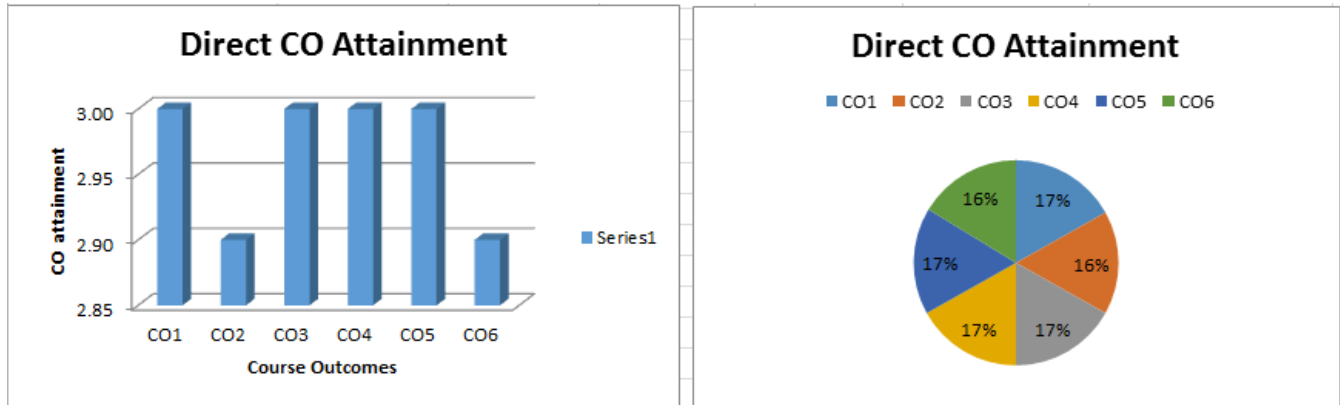 Direct CO Attainment
3.00
2.95
2.90
2.85
CO attainment
CO1 CO2 CO3 CO4 CO5 CO6
Course Outcomes
Series1
Direct CO Attainment
CO1 CO2 CO3 CO4 CO5 CO6
16% 17%
17% 16%
17% 17%